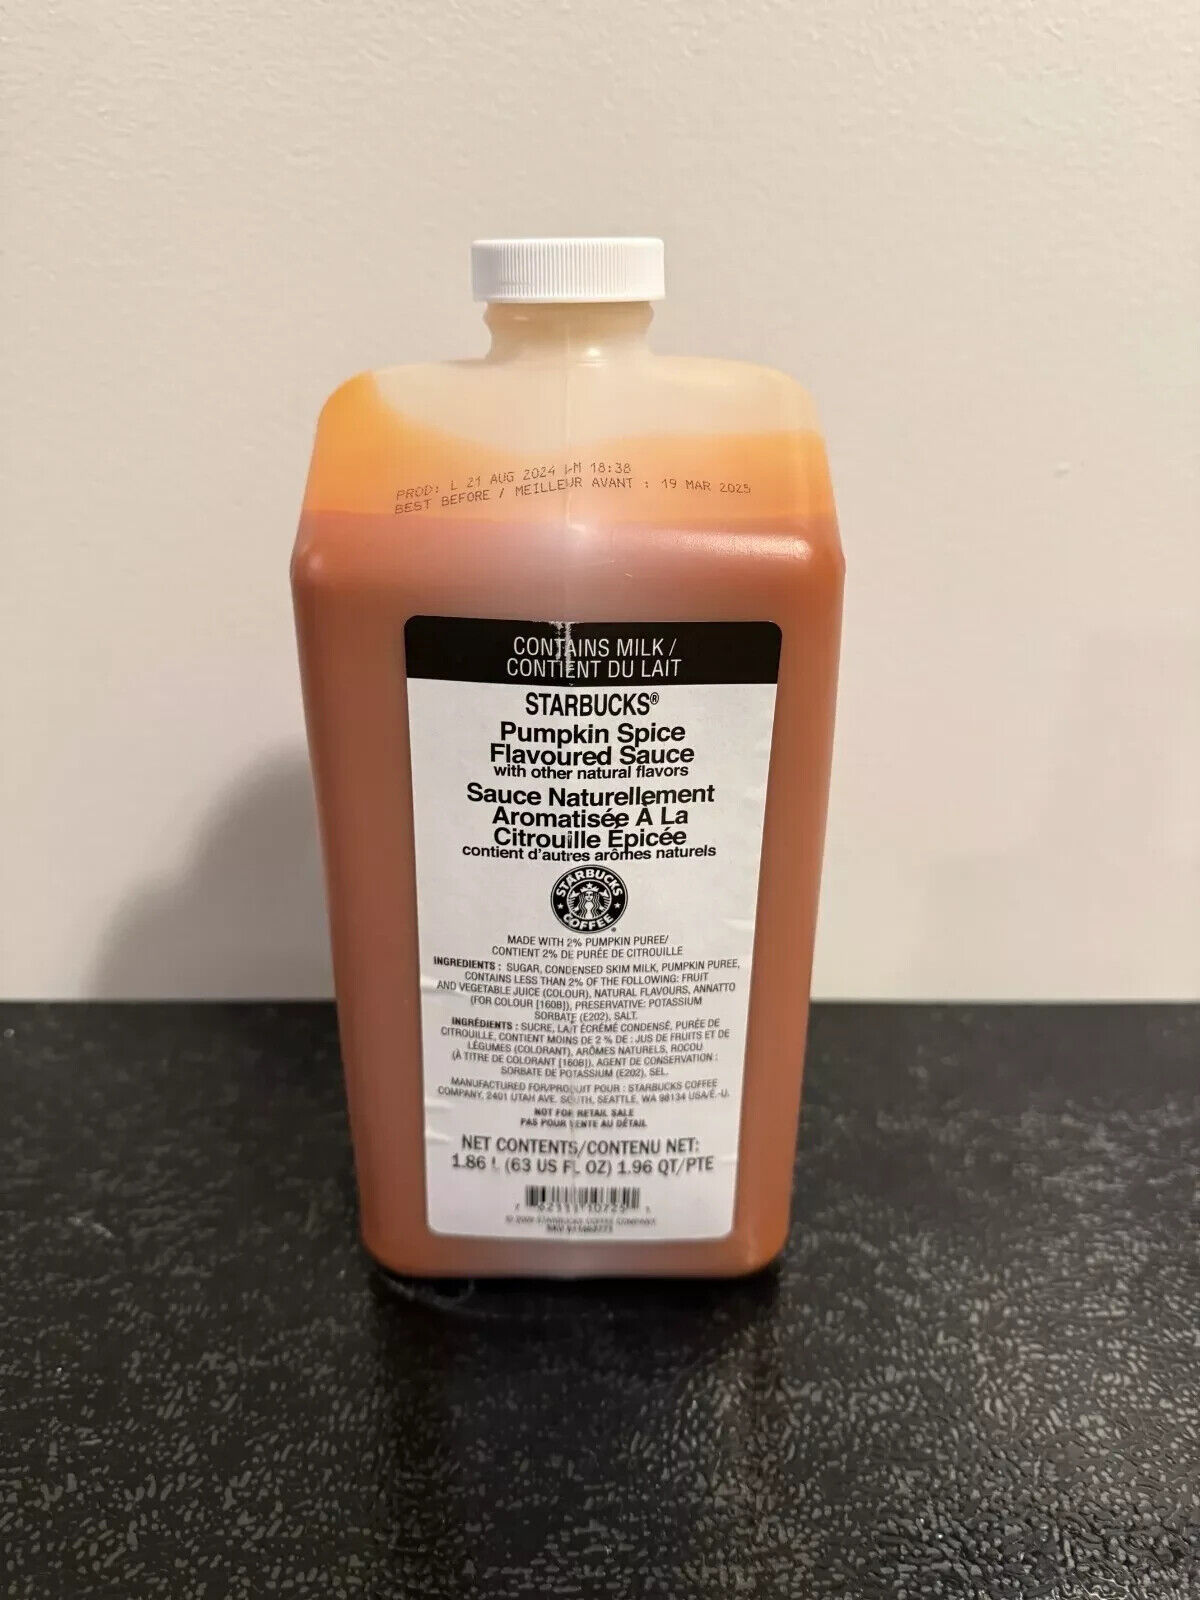 PROD: L 21 AUG 2024 LM 18:38
BEST BEFORE / MEILLEUR AVANT : 19 MAR 2025
CONTAINS MILK /
CONTIENT DU LAIT
STARBUCKS®
Pumpkin Spice
Flavoured Sauce
with other natural flavors
Sauce Naturellement
Aromatisée À La
Citrouille Épicée
contient d'autres arômes naturels
STARBUCKS
COFFEE
MADE WITH 2% PUMPKIN PUREE/
CONTIENT 2% DE PURÉE DE CITROUILLE
INGREDIENTS : SUGAR, CONDENSED SKIM MILK, PUMPKIN PUREE,
CONTAINS LESS THAN 2% OF THE FOLLOWING: FRUIT
AND VEGETABLE JUICE (COLOUR), NATURAL FLAVOURS, ANNATTO
(FOR COLOUR [160B]), PRESERVATIVE: POTASSIUM
SORBATE (E202), SALT.
INGRÉDIENTS : SUCRE, LAIT ÉCRÉMÉ CONDENSÉ, PURÉE DE
CITROUILLE, CONTIENT MOINS DE 2 % DE : JUS DE FRUITS ET DE
LÉGUMES (COLORANT), ARÔMES NATURELS, ROCOU
(À TITRE DE COLORANT [160B]), AGENT DE CONSERVATION :
SORBATE DE POTASSIUM (E202), SEL.
MANUFACTURED FOR/PRODUIT POUR : STARBUCKS COFFEE
COMPANY, 2401 UTAH AVE. SOUTH, SEATTLE, WA 98134 USA/É.-U.
NOT FOR RETAIL SALE
PAS POUR VENTE AU DÉTAIL
NET CONTENTS/CONTENU NET:
1.86 L (63 US FL OZ) 1.96 QT/PTE
STARBUCKS COFFEE COMPANY